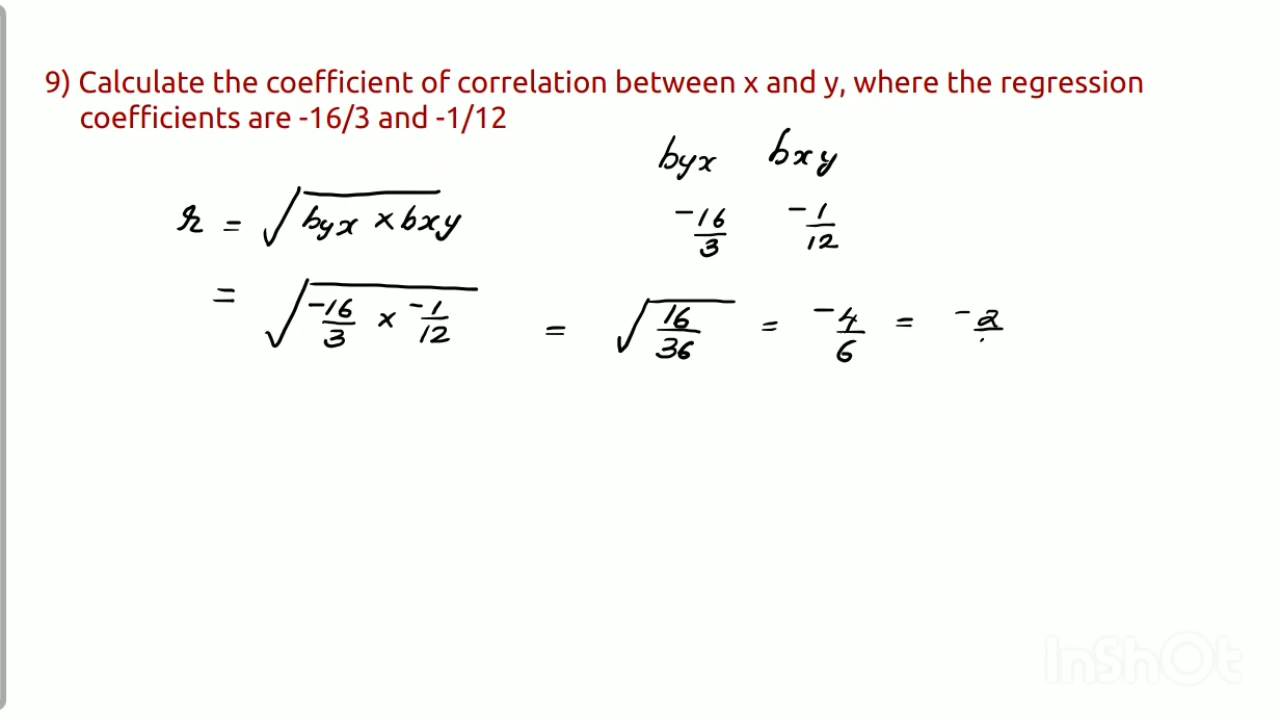 9) Calculate the coefficient of correlation between x and y, where the regression
coefficients are -16/3 and -1/12
byx bxy
r = √(byx × bxy)
-16/3 -1/12
= √(-16/3 × -1/12) = √(16/36) = -4/6 = -2/
InShOt